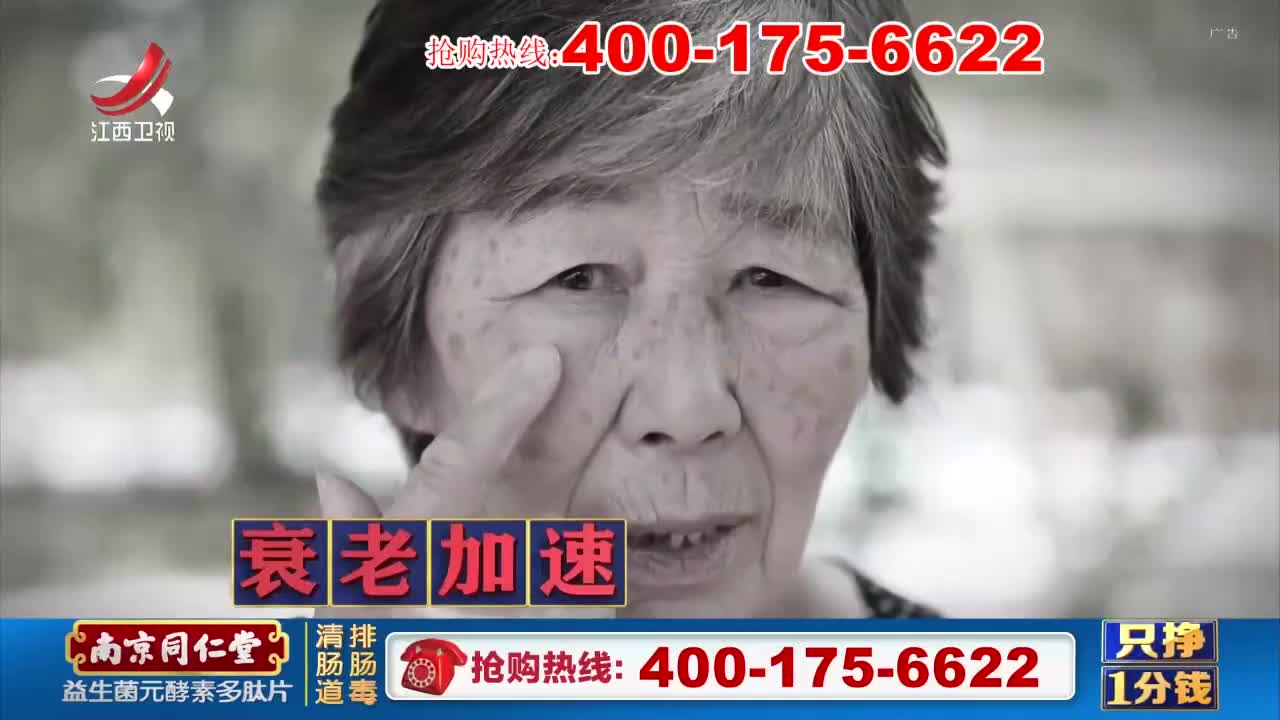 抢购热线:400-175-6622
广告
江西卫视
衰老加速
南京同仁堂
益生菌元酵素多肽片
清肠道
排肠毒
抢购热线: 400-175-6622
只挣
1分钱